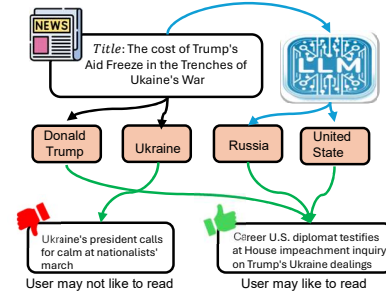 NEWS
Title: The cost of Trump's
Aid Freeze in the Trenches of
Ukaine's War
LLM
Donald
Trump
Ukraine
Russia
United
State
Ukraine's president calls
for calm at nationalists'
march
Career U.S. diplomat testifies
at House impeachment inquiry
on Trump's Ukraine dealings
User may not like to read
User may like to read